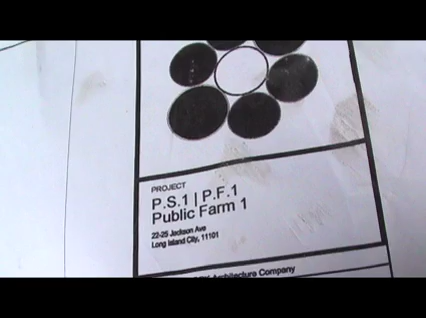 PROJECT
P.S.1 | P.F.1
Public Farm 1
22-25 Jackson Ave
Long Island City, 11101
Architecture Company